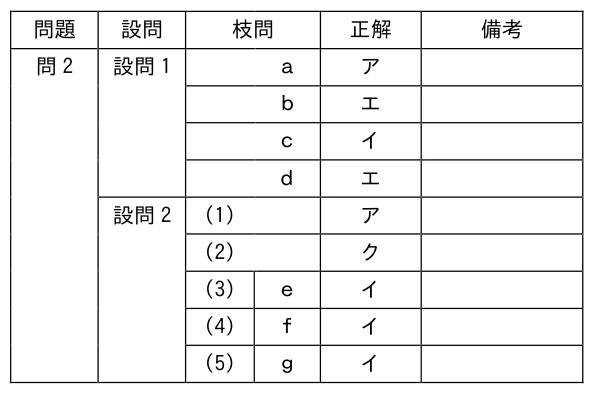 問題 設問 枝問 正解 備考
問2 設問1 a ア
b エ
c イ
d エ
設問2 (1) ア
(2) ク
(3) e イ
(4) f イ
(5) g イ